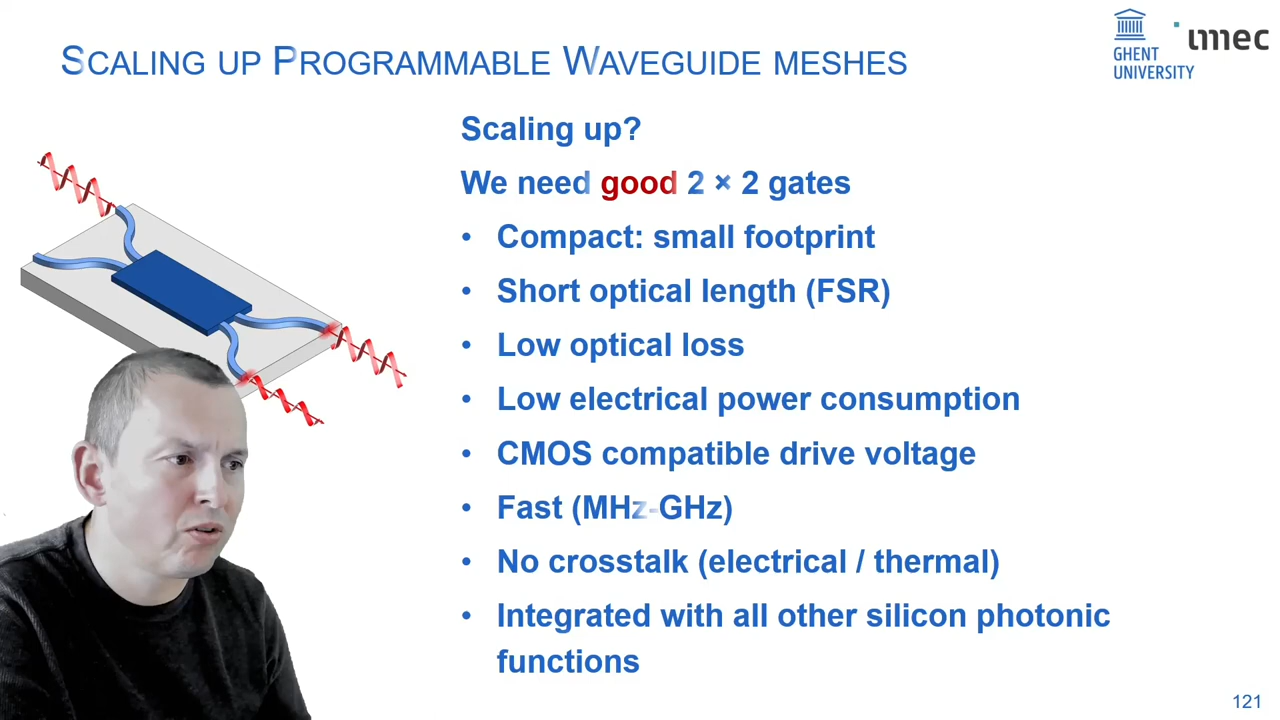 SCALING UP PROGRAMMABLE WAVEGUIDE MESHES
GHENT
UNIVERSITY
imec
Scaling up?
We need good 2 × 2 gates
• Compact: small footprint
• Short optical length (FSR)
• Low optical loss
• Low electrical power consumption
• CMOS compatible drive voltage
• Fast (MHz-GHz)
• No crosstalk (electrical / thermal)
• Integrated with all other silicon photonic
functions
121